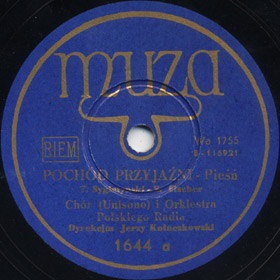 muza
Wa 1755
BIEM
POCHÓD PRZYJAŹNI - Pieśń
Chór (Unisono) i Orkiestra
Polskiego Radia
Dyrekcja: Jerzy Kołaczkowski
1644 a